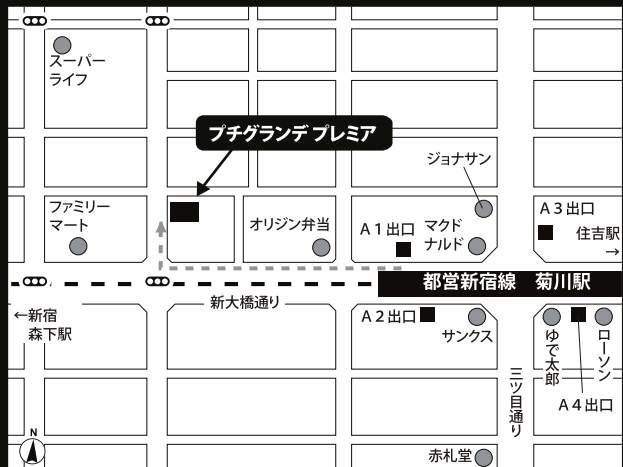 スーパー
ライフ
プチグランデ プレミア
ジョナサン
ファミリー
マート
オリジン弁当
A1出口
マクド
ナルド
A3出口
住吉駅
→
都営新宿線 菊川駅
新大橋通り
←新宿
森下駅
A2出口
サンクス
ゆで太郎
ローソン
A4出口
三ツ目通り
赤札堂
N